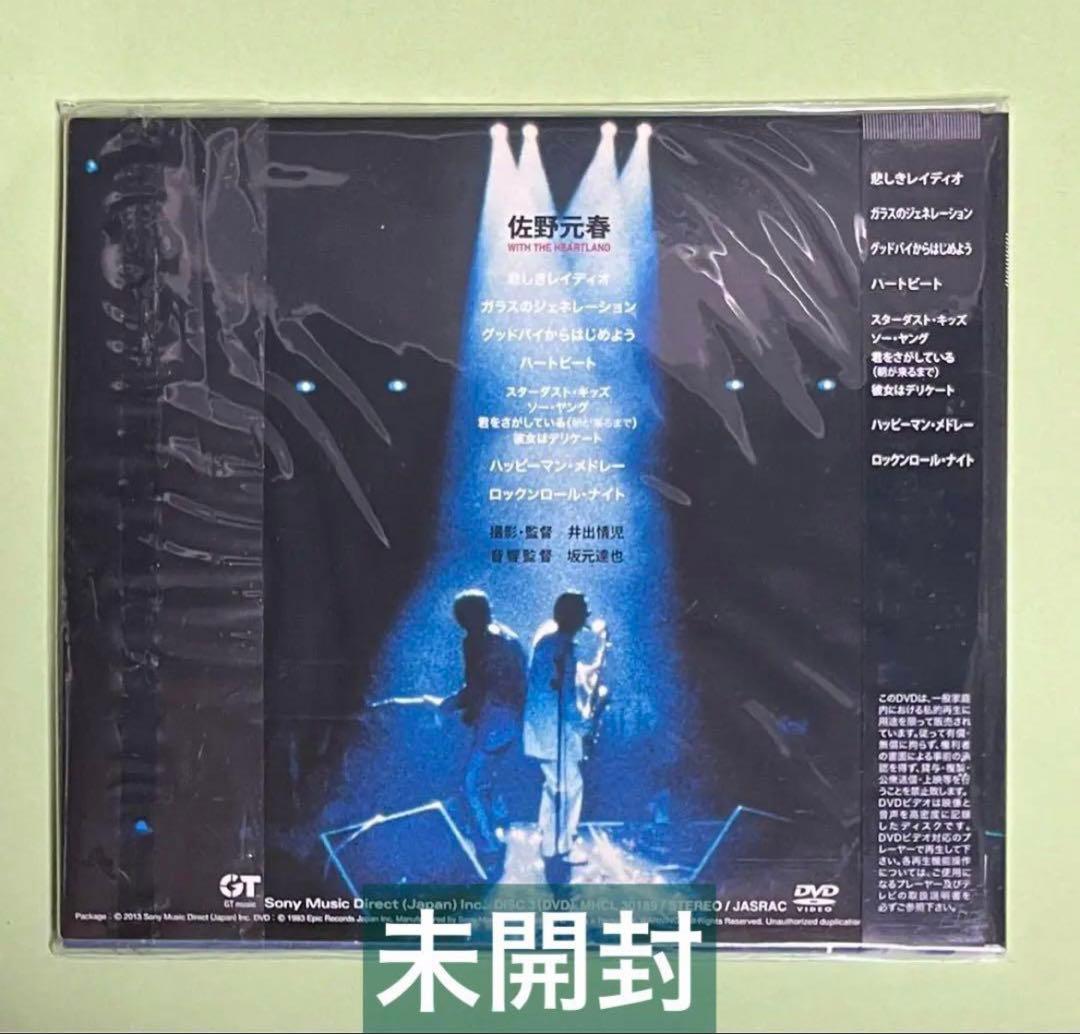 佐野元春
WITH THE HEARTLAND
悲しきレイディオ
ガラスのジェネレーション
グッドバイからはじめよう
ハートビート
スターダスト・キッズ
ソー・ヤング
君をさがしている(朝が来るまで)
彼女はデリケート
ハッピーマン・メドレー
ロックンロール・ナイト
撮影・監督 井出情児
音響監督 坂元達也
悲しきレイディオ
ガラスのジェネレーション
グッドバイからはじめよう
ハートビート
スターダスト・キッズ
ソー・ヤング
君をさがしている
(朝が来るまで)
彼女はデリケート
ハッピーマン・メドレー
ロックンロール・ナイト
このDVDは、一般家庭
内における私的再生に
用途を限って販売され
ています。従って有償・
無償に拘らず、権利者
の書面による事前の承
認を得ず、貸与・複製・
公衆送信・上映等を行
うことを禁止致します。
DVDビデオは映像と
音声を高密度に記録
したディスクです。
DVDビデオ対応のプ
レーヤーで再生して下
さい。各再生機能操作
については、ご使用に
なるプレーヤー及びテ
レビの取扱説明書を
必ずご参照下さい。
GT
GT music
Sony Music Direct (Japan) Inc. DISC 3 (DVD) MHCL 30189 / STEREO / JASRAC
DVD
VIDEO
Package : ℗ 2013 Sony Music Direct (Japan) Inc. DVD : ℗ 1983 Epic Records Japan Inc. Manufactured by Sony Rights Reserved. Unauthorized duplication
未開封